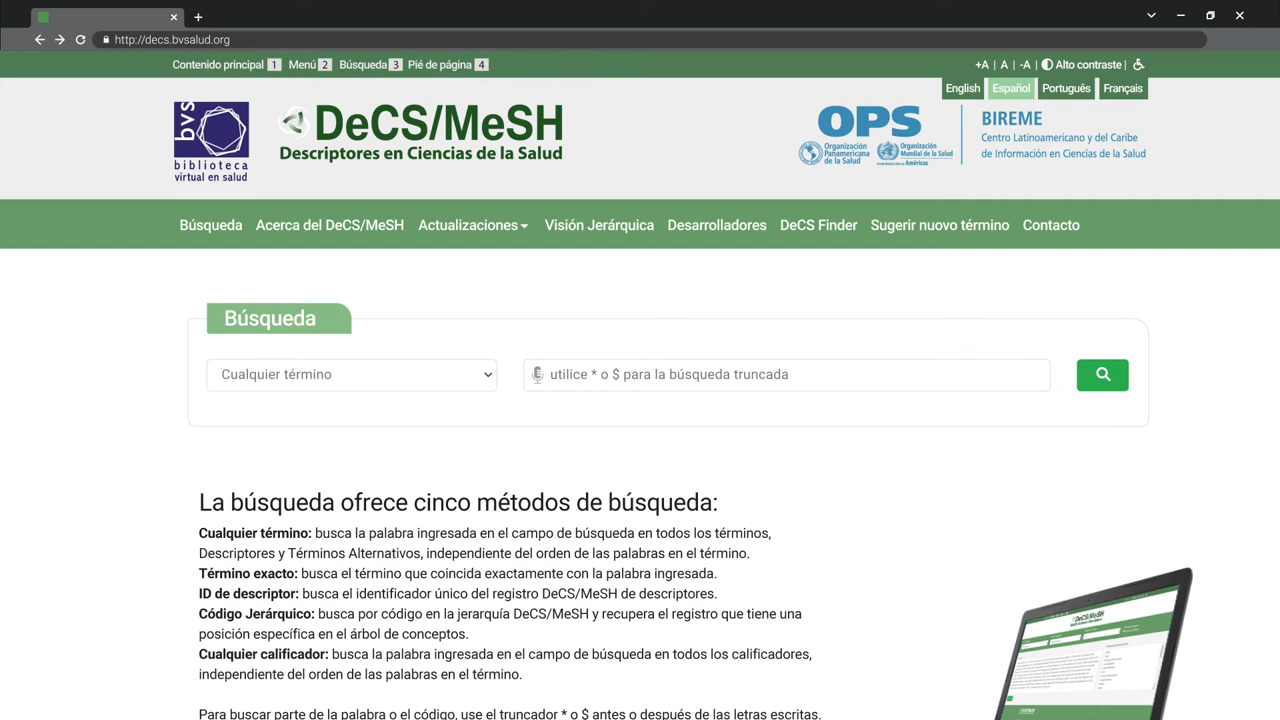 http://decs.bvsalud.org
Contenido principal 1 Menú 2 Búsqueda 3 Pié de página 4
+A | A | -A | Alto contraste |
English Español Português Français
bvs
biblioteca
virtual en salud
DeCS/MeSH
Descriptores en Ciencias de la Salud
OPS
Organización
Panamericana
de la Salud
Organización
Mundial de la Salud
Américas
BIREME
Centro Latinoamericano y del Caribe
de Información en Ciencias de la Salud
Búsqueda Acerca del DeCS/MeSH Actualizaciones Visión Jerárquica Desarrolladores DeCS Finder Sugerir nuevo término Contacto
Búsqueda
Cualquier término
utilice * o $ para la búsqueda truncada
La búsqueda ofrece cinco métodos de búsqueda:
Cualquier término: busca la palabra ingresada en el campo de búsqueda en todos los términos,
Descriptores y Términos Alternativos, independiente del orden de las palabras en el término.
Término exacto: busca el término que coincida exactamente con la palabra ingresada.
ID de descriptor: busca el identificador único del registro DeCS/MeSH de descriptores.
Código Jerárquico: busca por código en la jerarquía DeCS/MeSH y recupera el registro que tiene una
posición específica en el árbol de conceptos.
Cualquier calificador: busca la palabra ingresada en el campo de búsqueda en todos los calificadores,
independiente del orden de las palabras en el término.
Para buscar parte de la palabra o el código, use el truncador * o $ antes o después de las letras escritas.
DeCS/MeSH